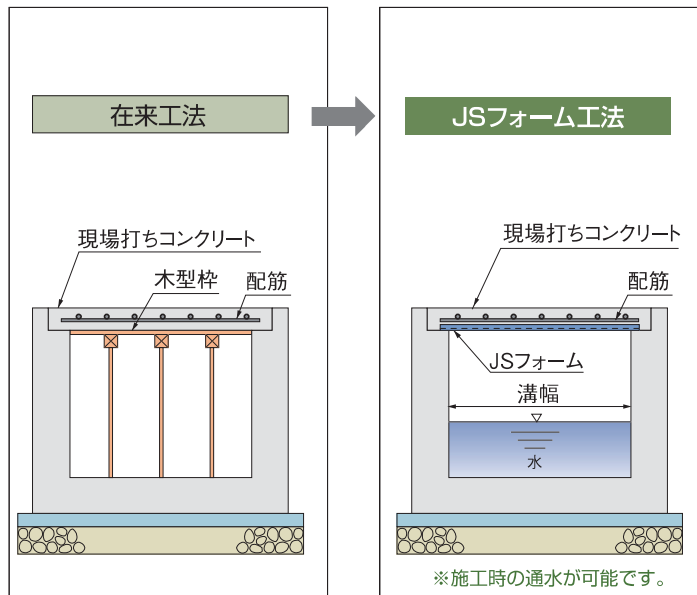 在来工法
現場打ちコンクリート
木型枠
配筋
JSフォーム工法
現場打ちコンクリート
配筋
JSフォーム
溝幅
水
※施工時の通水が可能です。